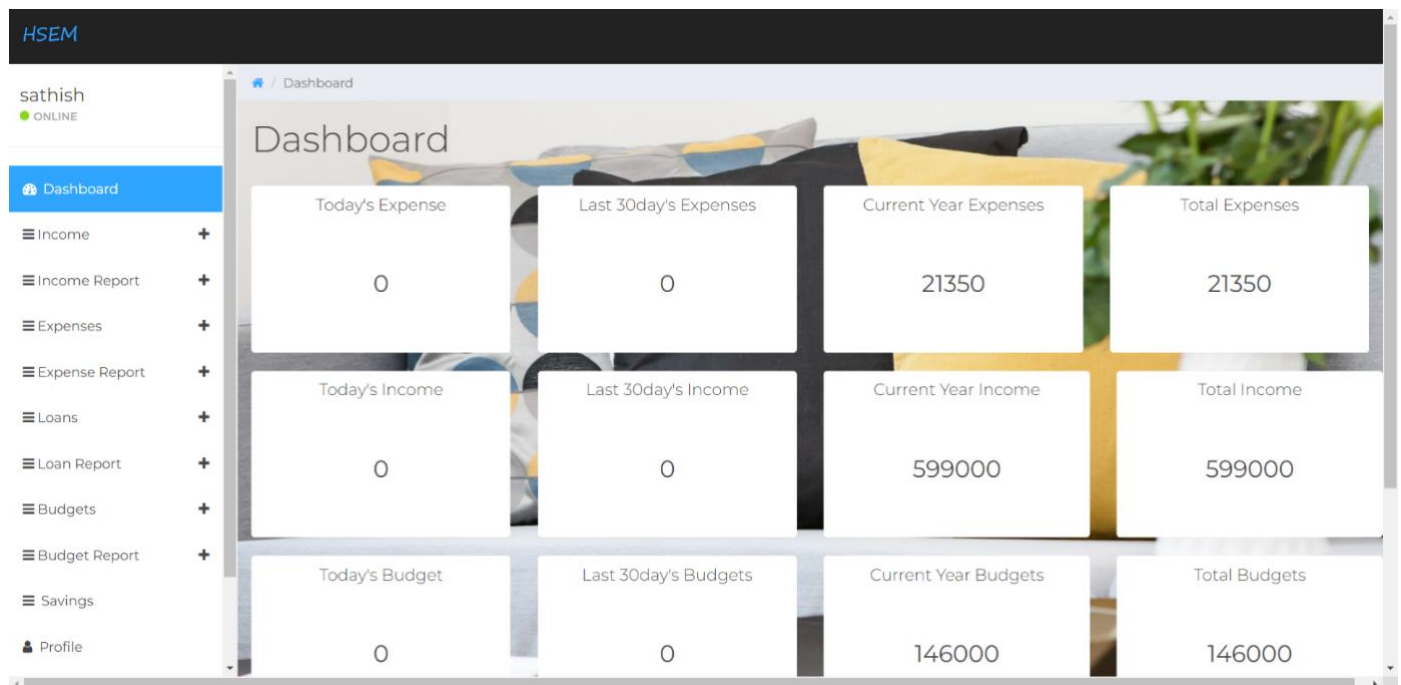 HSEM
sathish
ONLINE
Dashboard
Income +
Income Report +
Expenses +
Expense Report +
Loans +
Loan Report +
Budgets +
Budget Report +
Savings
Profile
/ Dashboard
Dashboard
Today's Expense
0
Last 30day's Expenses
0
Current Year Expenses
21350
Total Expenses
21350
Today's Income
0
Last 30day's Income
0
Current Year Income
599000
Total Income
599000
Today's Budget
0
Last 30day's Budgets
0
Current Year Budgets
146000
Total Budgets
146000